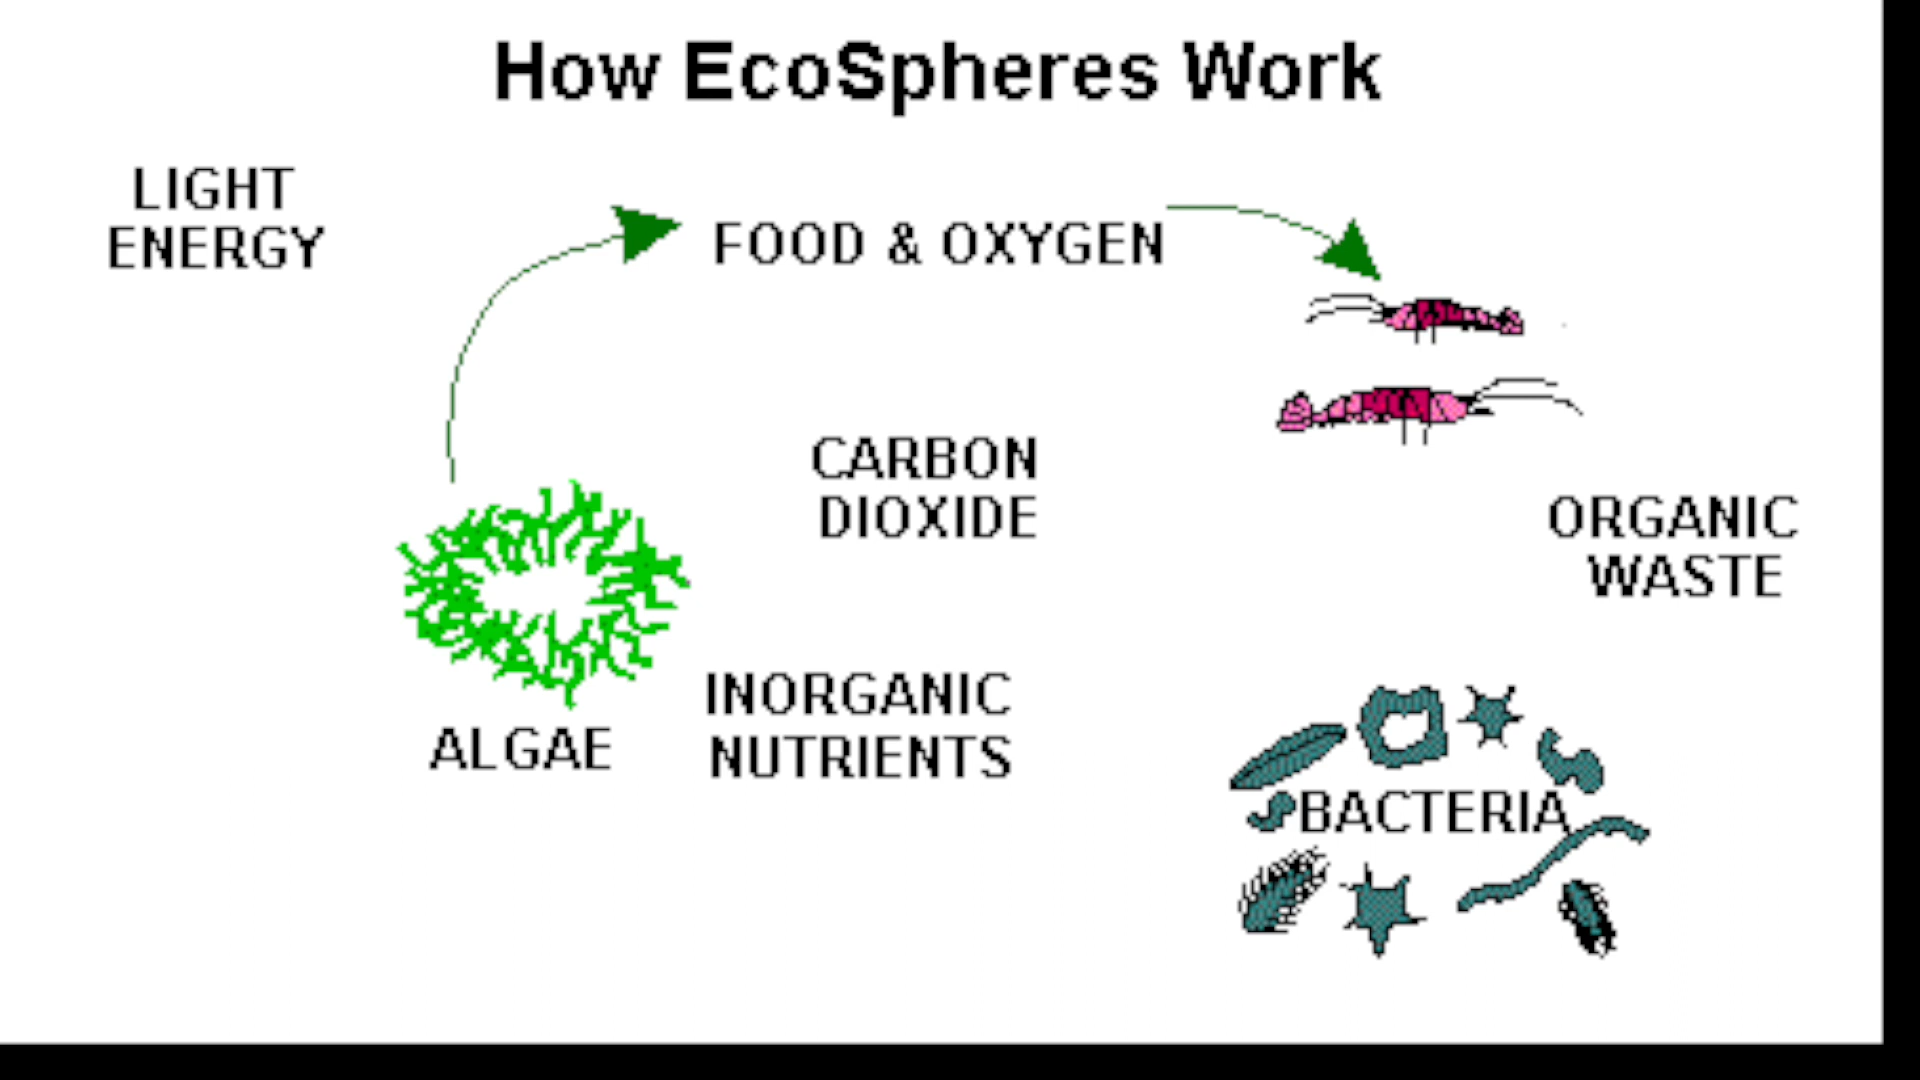 How EcoSpheres Work
LIGHT
ENERGY
FOOD & OXYGEN
CARBON
DIOXIDE
ORGANIC
WASTE
INORGANIC
NUTRIENTS
ALGAE
BACTERIA